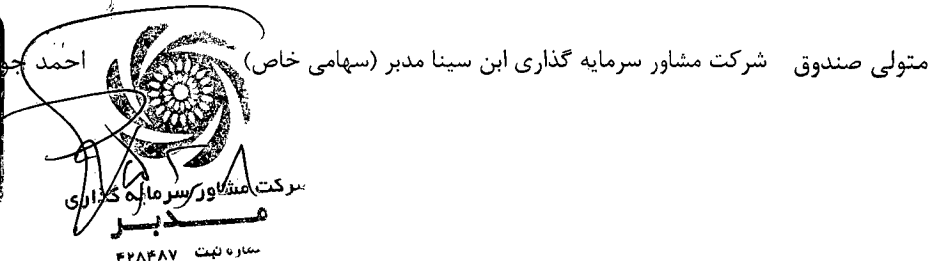 متولی صندوق شرکت مشاور سرمایه گذاری ابن سینا مدبر (سهامی خاص) احمد
شرکت مشاور سرمایه گذاری
مدبر
شماره ثبت ۴۲۸۴۸۷